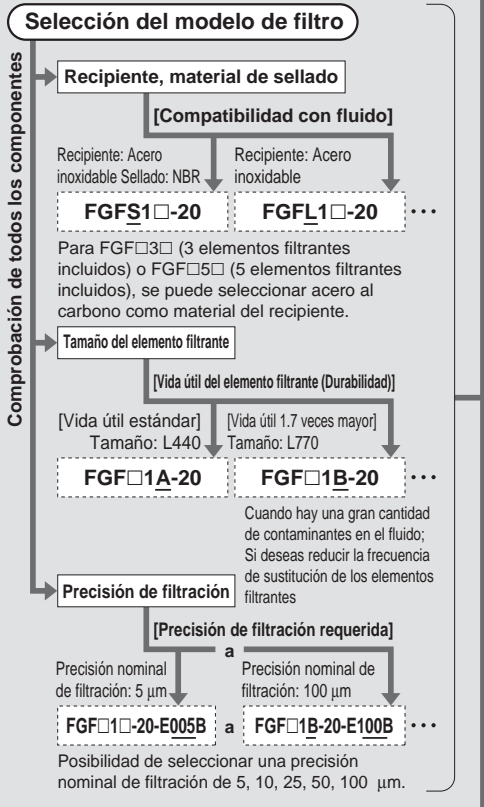 Selección del modelo de filtro
Comprobación de todos los componentes
Recipiente, material de sellado
[Compatibilidad con fluido]
Recipiente: Acero
inoxidable Sellado: NBR
Recipiente: Acero
inoxidable
FGFS1□-20
FGFL1□-20 ···
Para FGF□3□ (3 elementos filtrantes
incluidos) o FGF□5□ (5 elementos filtrantes
incluidos), se puede seleccionar acero al
carbono como material del recipiente.
Tamaño del elemento filtrante
[Vida útil del elemento filtrante (Durabilidad)]
[Vida útil estándar]
Tamaño: L440
[Vida útil 1.7 veces mayor]
Tamaño: L770
FGF□1A-20
FGF□1B-20 ···
Cuando hay una gran cantidad
de contaminantes en el fluido;
Si deseas reducir la frecuencia
de sustitución de los elementos
filtrantes
Precisión de filtración
[Precisión de filtración requerida]
a
Precisión nominal
de filtración: 5 μm
Precisión nominal de
filtración: 100 μm
FGF□1□-20-E005B a FGF□1B-20-E100B ···
Posibilidad de seleccionar una precisión
nominal de filtración de 5, 10, 25, 50, 100 μm.